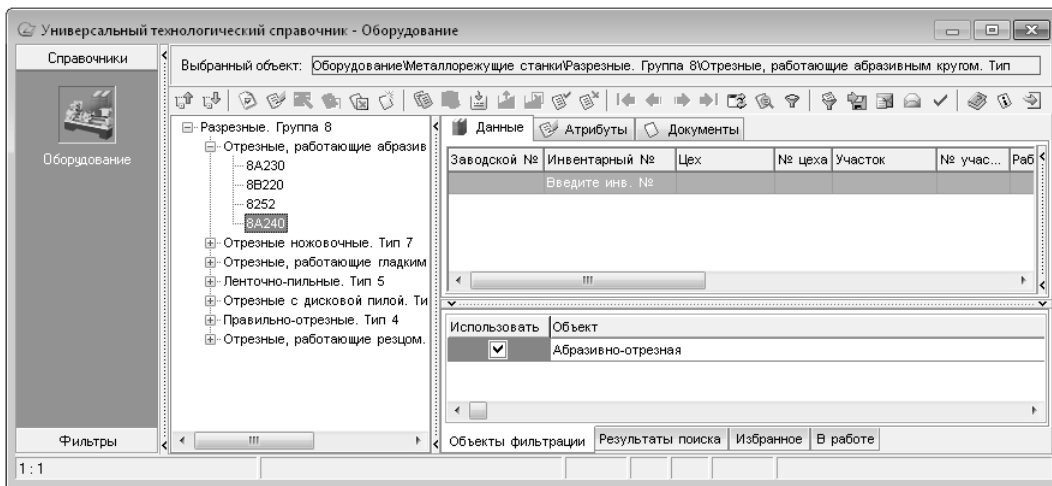 Универсальный технологический справочник - Оборудование
Справочники
Выбранный объект: Оборудование\Металлорежущие станки\Разрезные. Группа 8\Отрезные, работающие абразивным кругом. Тип
Оборудование
Фильтры
Разрезные. Группа 8
Отрезные, работающие абразив
8А230
8В220
8252
8А240
Отрезные ножовочные. Тип 7
Отрезные, работающие гладким
Ленточно-пильные. Тип 5
Отрезные с дисковой пилой. Ти
Правильно-отрезные. Тип 4
Отрезные, работающие резцом.
Данные Атрибуты Документы
Заводской № Инвентарный № Цех № цеха Участок № учас... Раб
Введите инв. №
Использовать Объект
Абразивно-отрезная
Объекты фильтрации Результаты поиска Избранное В работе
1 : 1